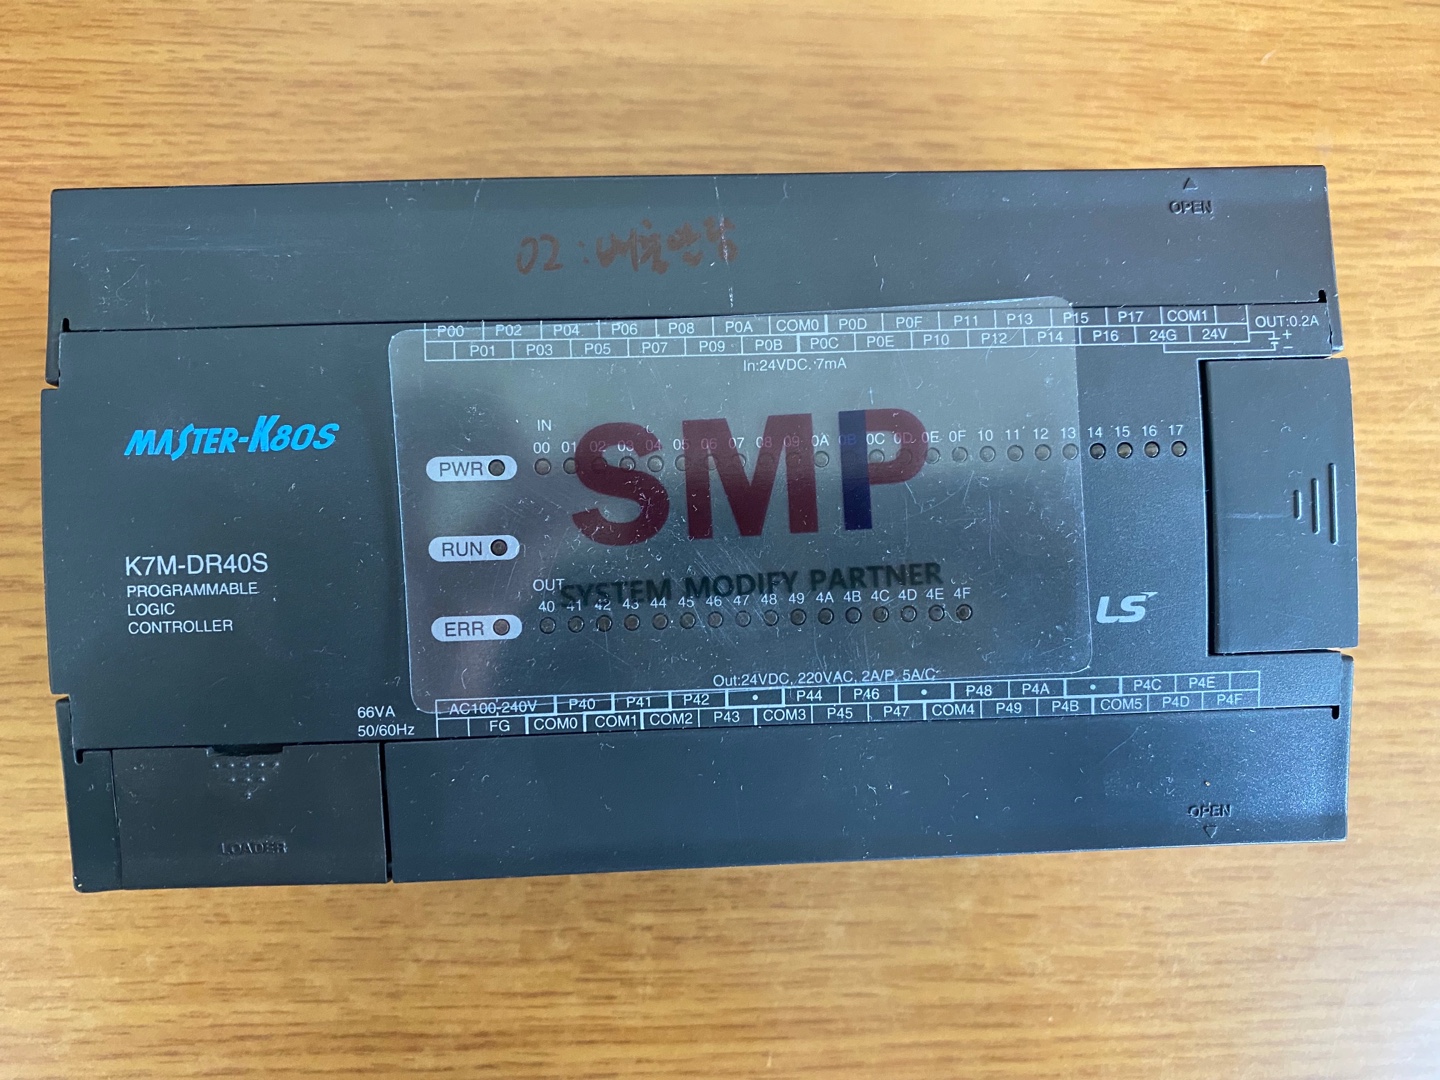 OPEN
02 :
P00 P02 P04 P06 P08 P0A COM0 P0D P0F P11 P13 P15 P17 COM1 OUT:0.2A
P01 P03 P05 P07 P09 P0B P0C P0E P10 P12 P14 P16 24G 24V + −
In:24VDC, 7mA
MASTER-K80S
IN
00 01 02 03 04 05 06 07 08 09 0A 0B 0C 0D 0E 0F 10 11 12 13 14 15 16 17
PWR
SMP
RUN
K7M-DR40S
PROGRAMMABLE
LOGIC
CONTROLLER
SYSTEM MODIFY PARTNER
OUT
40 41 42 43 44 45 46 47 48 49 4A 4B 4C 4D 4E 4F
ERR
LS
Out:24VDC, 220VAC, 2A/P, 5A/C
66VA
50/60Hz
AC100-240V P40 P41 P42 • P44 P46 • P48 P4A • P4C P4E
FG COM0 COM1 COM2 P43 COM3 P45 P47 COM4 P49 P4B COM5 P4D P4F
LOADER
OPEN